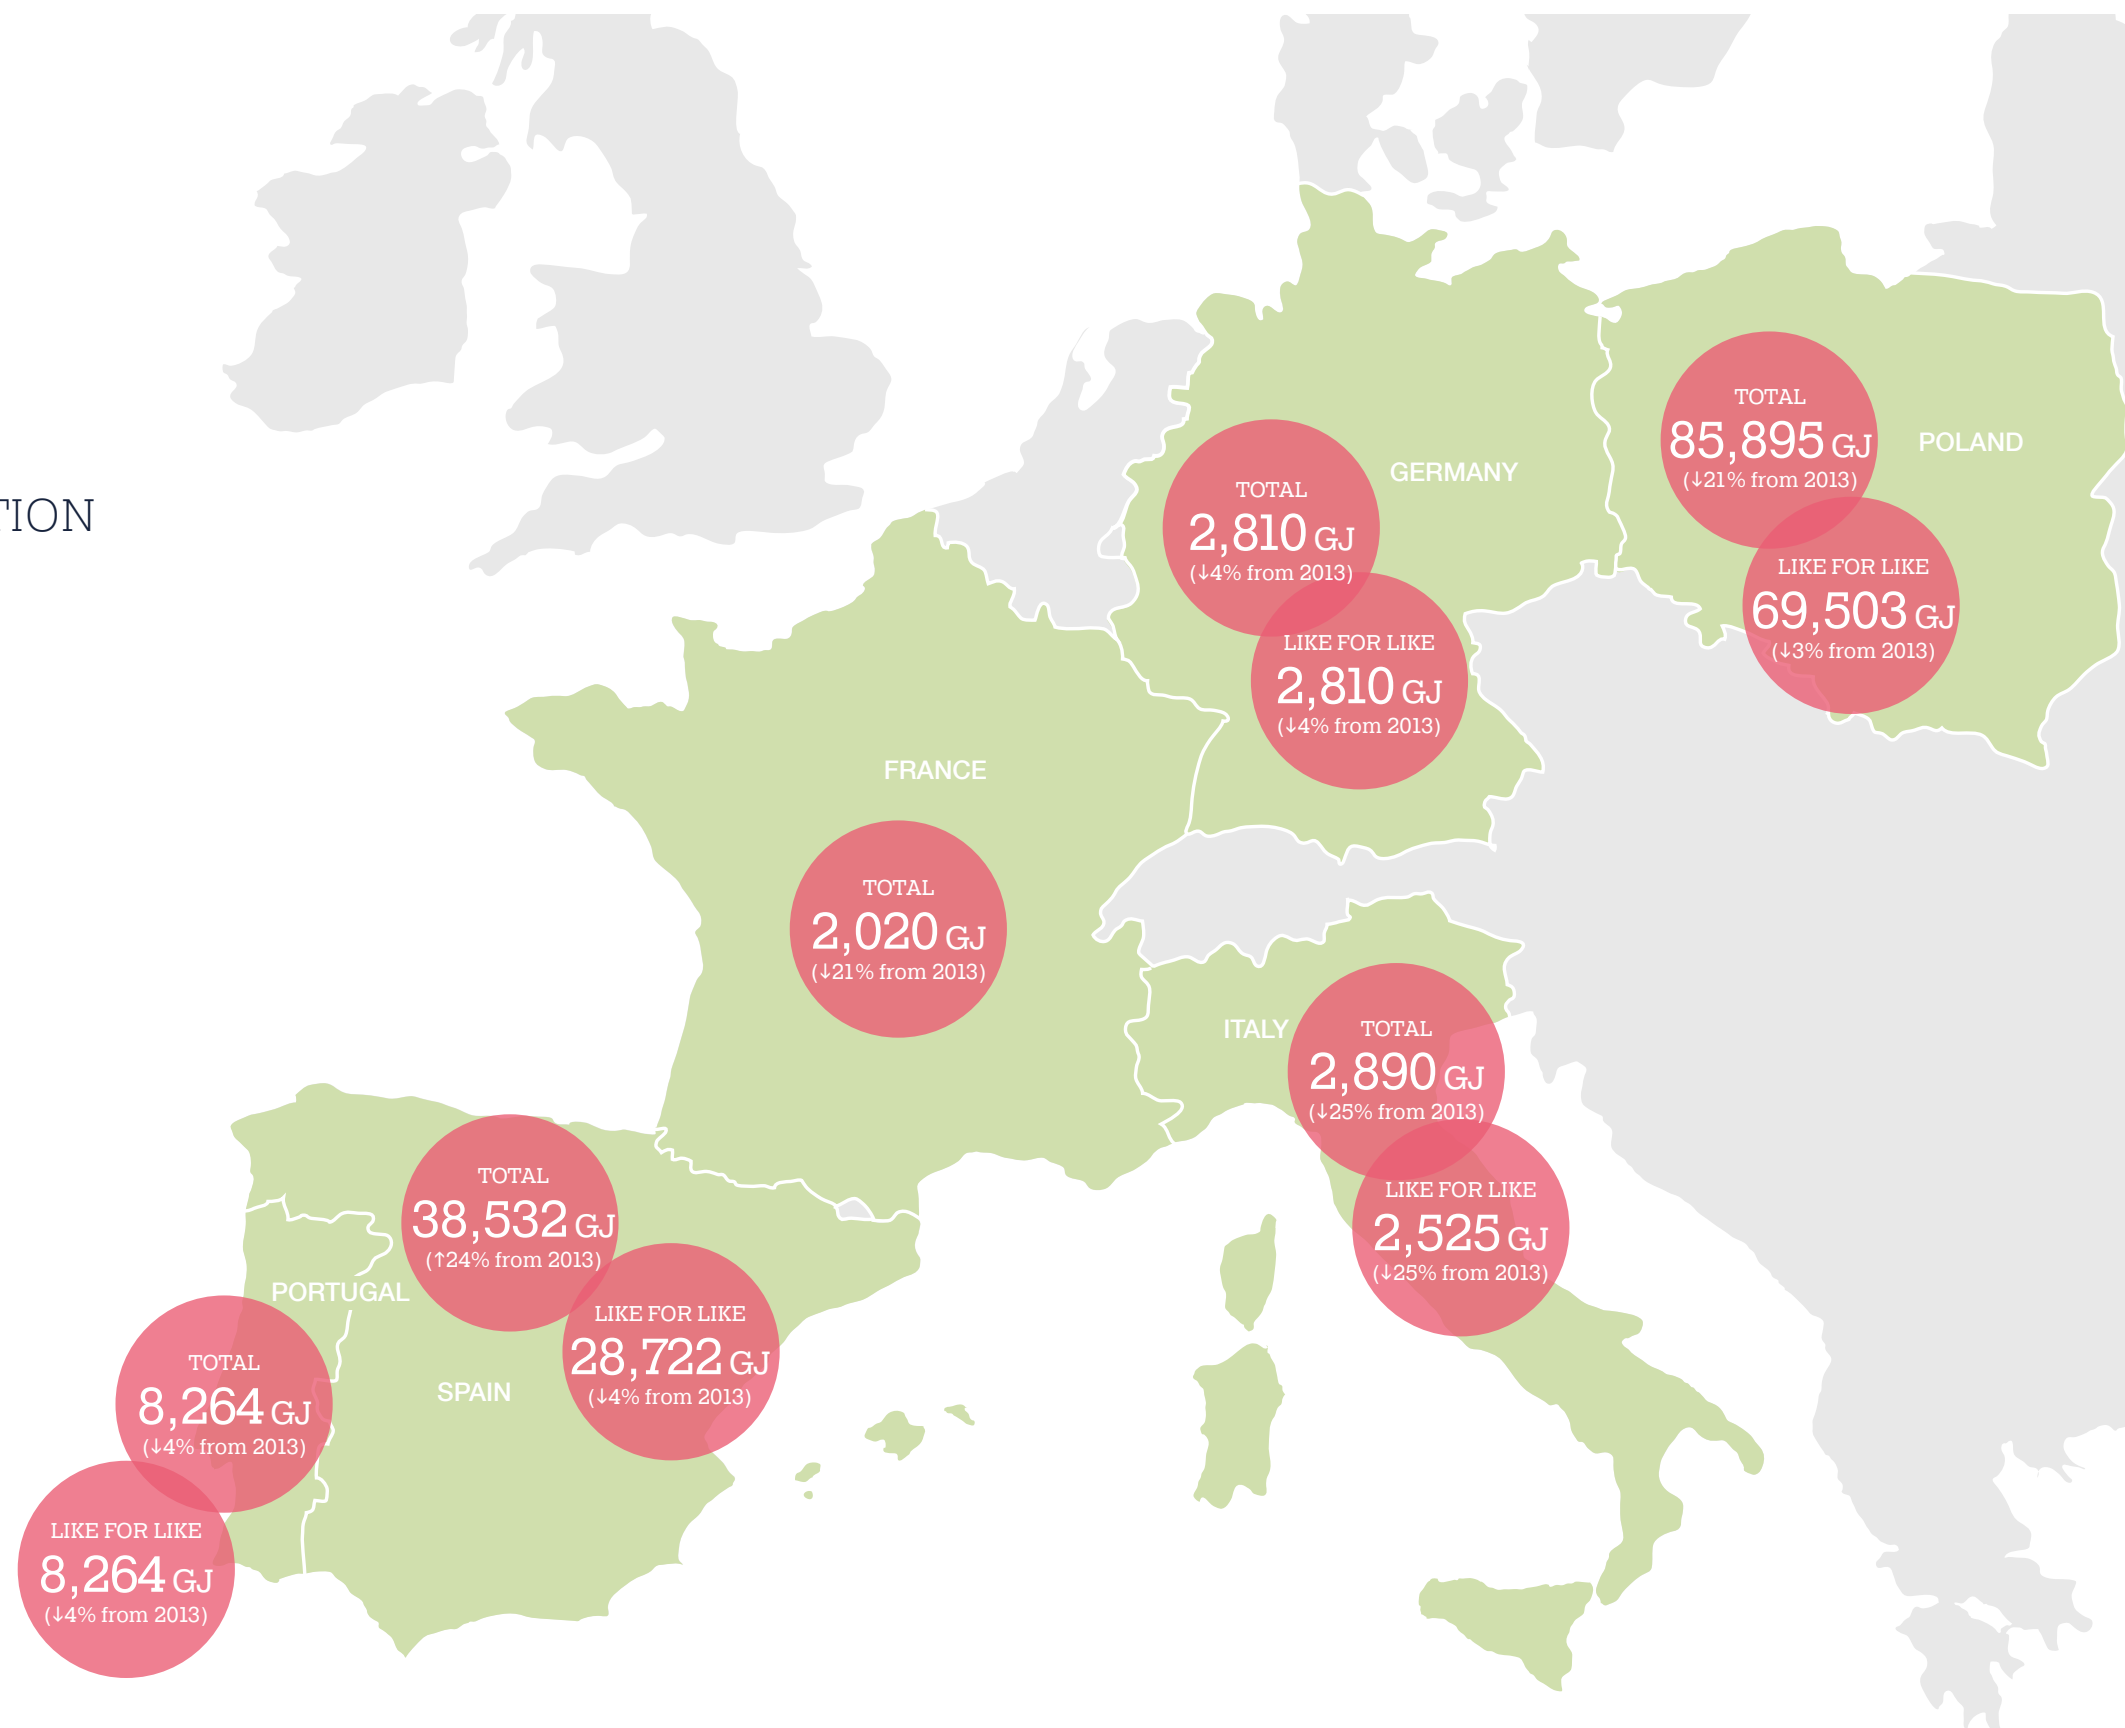 TION
TOTAL
85,895 GJ
(↓21% from 2013)
POLAND
LIKE FOR LIKE
69,503 GJ
(↓3% from 2013)
GERMANY
TOTAL
2,810 GJ
(↓4% from 2013)
LIKE FOR LIKE
2,810 GJ
(↓4% from 2013)
FRANCE
TOTAL
2,020 GJ
(↓21% from 2013)
ITALY
TOTAL
2,890 GJ
(↓25% from 2013)
LIKE FOR LIKE
2,525 GJ
(↓25% from 2013)
TOTAL
38,532 GJ
(↑24% from 2013)
LIKE FOR LIKE
28,722 GJ
(↓4% from 2013)
SPAIN
PORTUGAL
TOTAL
8,264 GJ
(↓4% from 2013)
LIKE FOR LIKE
8,264 GJ
(↓4% from 2013)